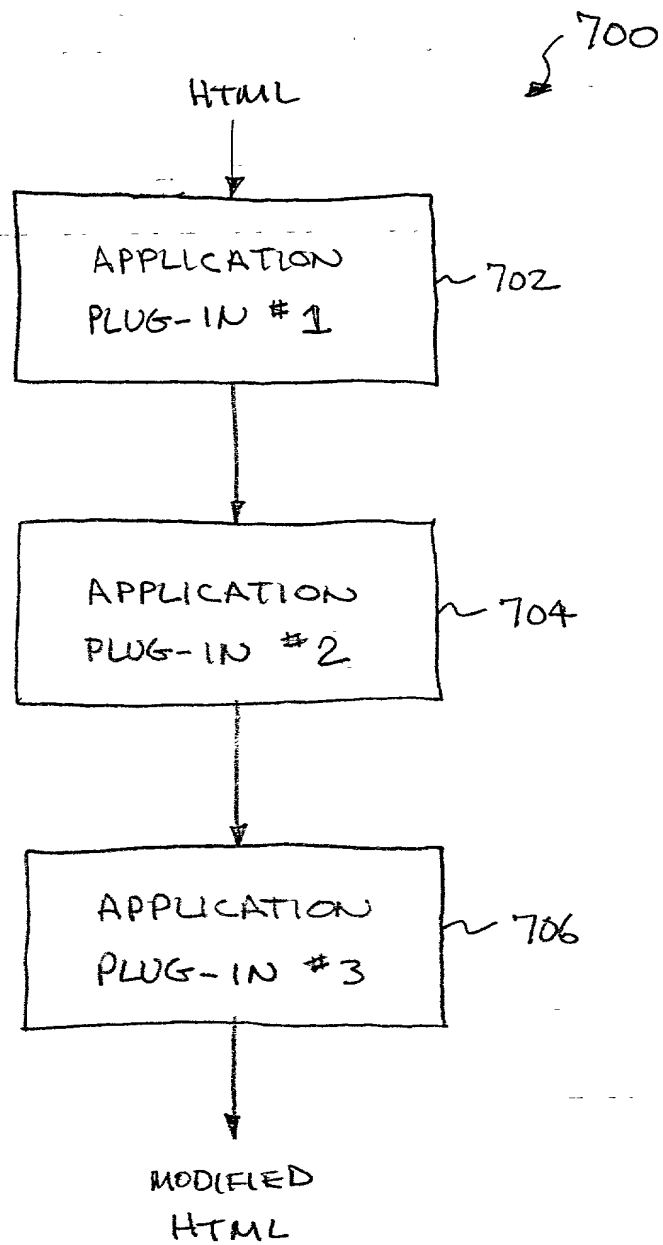 700
HTML
APPLICATION
PLUG-IN #1
702
APPLICATION
PLUG-IN #2
704
APPLICATION
PLUG-IN #3
706
MODIFIED
HTML